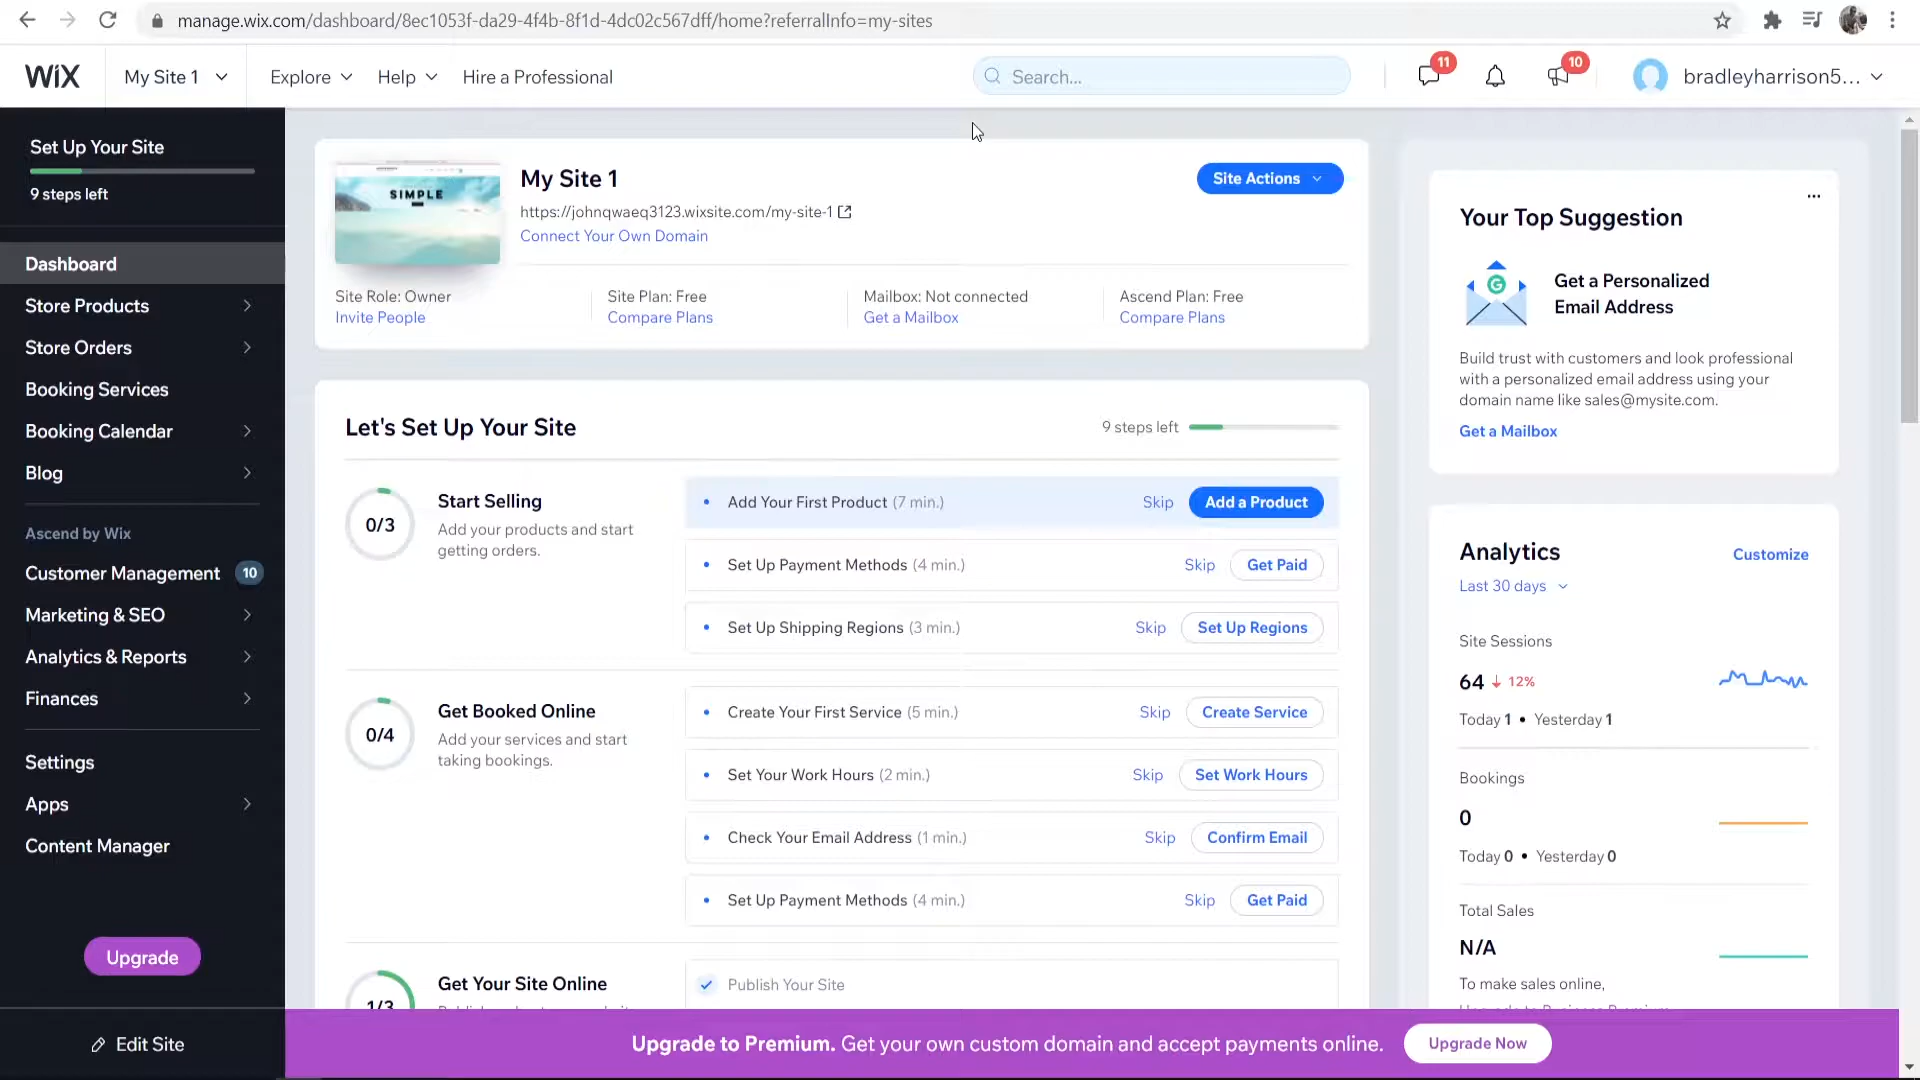 manage.wix.com/dashboard/8ec1053f-da29-4f4b-8f1d-4dc02c567dff/home?referralInfo=my-sites
WiX
My Site 1
Explore
Help
Hire a Professional
Search...
11
10
bradleyharrison5...
Set Up Your Site
9 steps left
Dashboard
Store Products
Store Orders
Booking Services
Booking Calendar
Blog
Ascend by Wix
Customer Management 10
Marketing & SEO
Analytics & Reports
Finances
Settings
Apps
Content Manager
Upgrade
Edit Site
SIMPLE
My Site 1
Site Actions
https://johnqwaeq3123.wixsite.com/my-site-1
Connect Your Own Domain
Site Role: Owner
Invite People
Site Plan: Free
Compare Plans
Mailbox: Not connected
Get a Mailbox
Ascend Plan: Free
Compare Plans
Let's Set Up Your Site
9 steps left
0/3
Start Selling
Add your products and start
getting orders.
Add Your First Product (7 min.) Skip Add a Product
Set Up Payment Methods (4 min.) Skip Get Paid
Set Up Shipping Regions (3 min.) Skip Set Up Regions
0/4
Get Booked Online
Add your services and start
taking bookings.
Create Your First Service (5 min.) Skip Create Service
Set Your Work Hours (2 min.) Skip Set Work Hours
Check Your Email Address (1 min.) Skip Confirm Email
Set Up Payment Methods (4 min.) Skip Get Paid
1/3
Get Your Site Online
Publish Your Site
Your Top Suggestion
...
G
Get a Personalized
Email Address
Build trust with customers and look professional
with a personalized email address using your
domain name like sales@mysite.com.
Get a Mailbox
Analytics
Customize
Last 30 days
Site Sessions
64 ↓ 12%
Today 1 • Yesterday 1
Bookings
0
Today 0 • Yesterday 0
Total Sales
N/A
To make sales online,
Upgrade to Business Premium
Upgrade to Premium. Get your own custom domain and accept payments online.
Upgrade Now